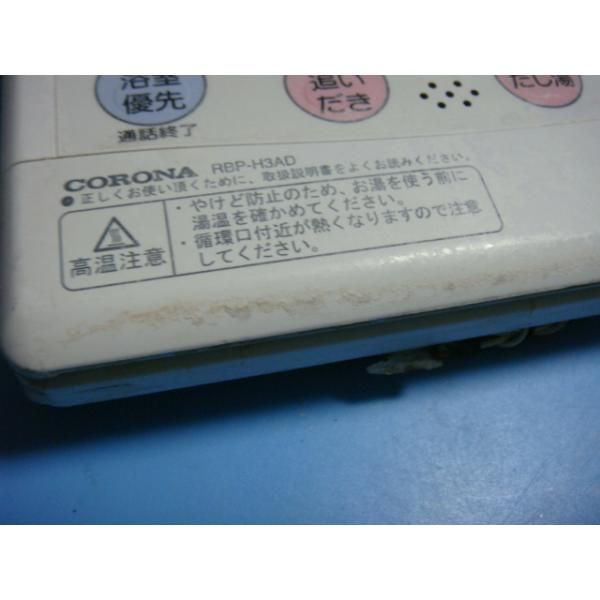 浴室
優先
通話終了
追い
だき
たし湯
CORONA RBP-H3AD
● 正しくお使い頂くために、取扱説明書をよくお読みください。
高温注意
・やけど防止のため、お湯を使う前に
湯温を確かめてください。
・循環口付近が熱くなりますので注意
してください。